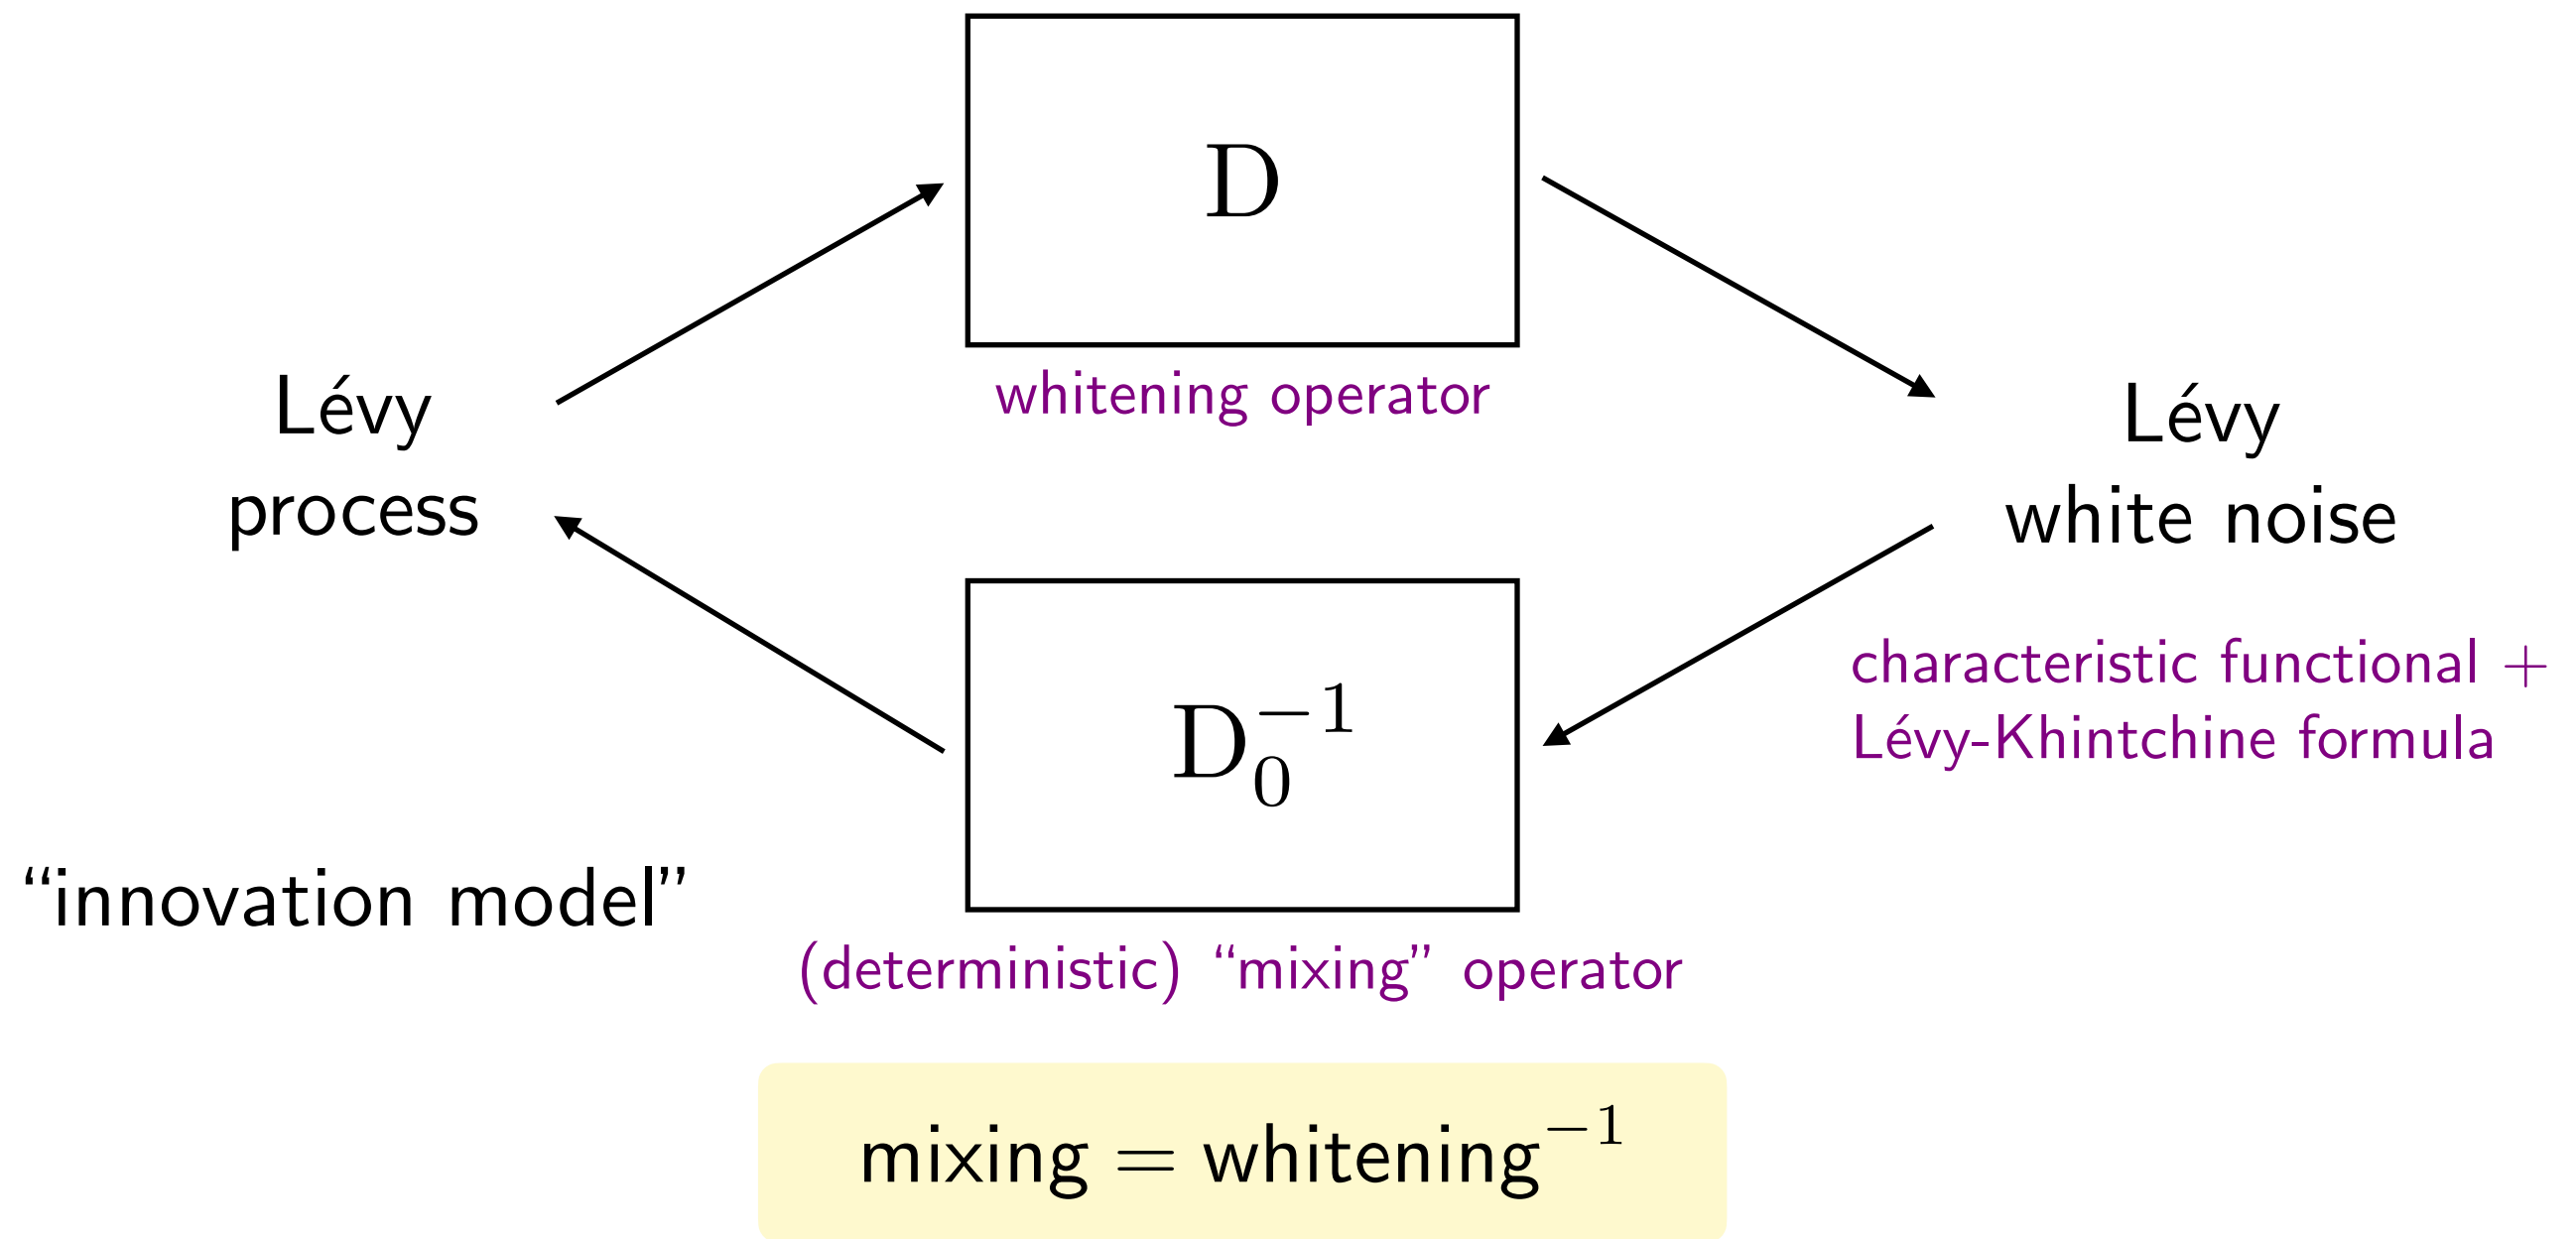 D
whitening operator
Lévy
process
Lévy
white noise
D₀⁻¹
characteristic functional +
Lévy-Khintchine formula
“innovation model”
(deterministic) “mixing” operator
mixing = whitening⁻¹